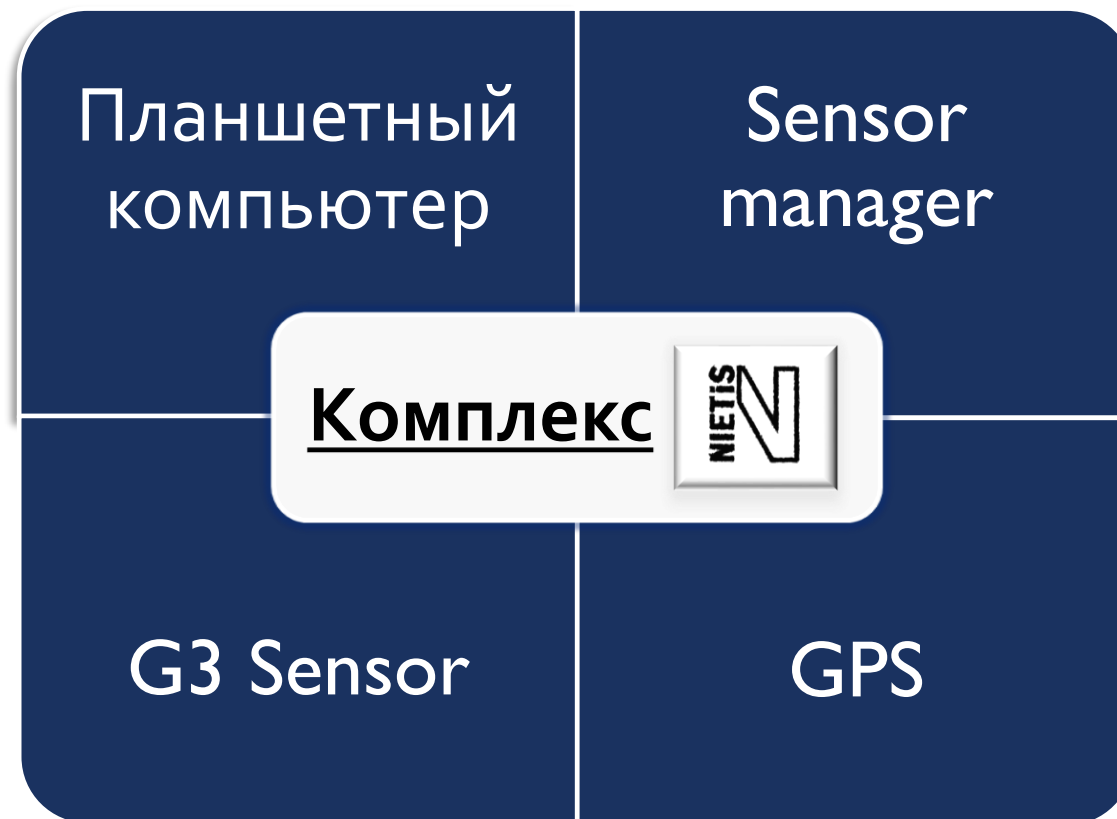 Планшетный
компьютер
Sensor
manager
Комплекс
NIETIS
G3 Sensor
GPS